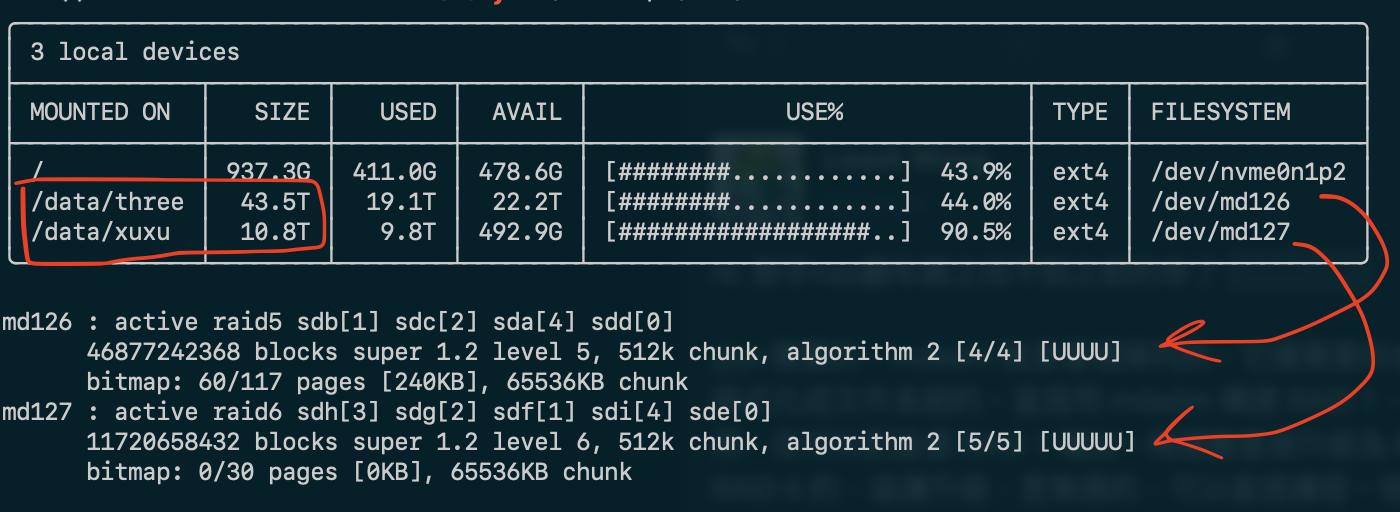 3 local devices
MOUNTED ON SIZE USED AVAIL USE% TYPE FILESYSTEM
/ 937.3G 411.0G 478.6G [########............] 43.9% ext4 /dev/nvme0n1p2
/data/three 43.5T 19.1T 22.2T [########............] 44.0% ext4 /dev/md126
/data/xuxu 10.8T 9.8T 492.9G [##################..] 90.5% ext4 /dev/md127
md126 : active raid5 sdb[1] sdc[2] sda[4] sdd[0]
46877242368 blocks super 1.2 level 5, 512k chunk, algorithm 2 [4/4] [UUUU]
bitmap: 60/117 pages [240KB], 65536KB chunk
md127 : active raid6 sdh[3] sdg[2] sdf[1] sdi[4] sde[0]
11720658432 blocks super 1.2 level 6, 512k chunk, algorithm 2 [5/5] [UUUUU]
bitmap: 0/30 pages [0KB], 65536KB chunk